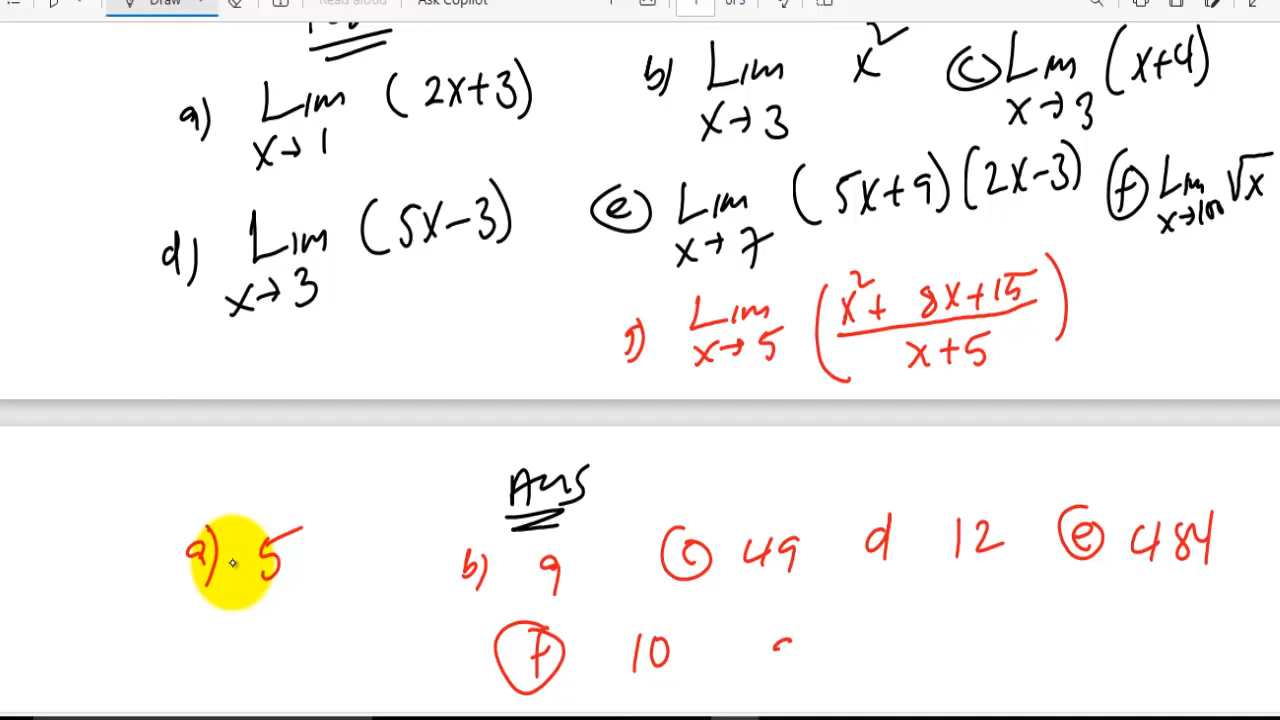 Draw Read aloud Ask Copilot of 5
a) Lim x→1 (2x+3) b) Lim x→3 x² (c) Lim x→3 (x+4)
d) Lim x→3 (5x-3) (e) Lim x→7 (5x+9)(2x-3) (f) Lim x→100 √x
Lim x→5 (x²+8x+15 / x+5)
Ans
a) 5 b) 9 (c) 49 d 12 (e) 484
(f) 10